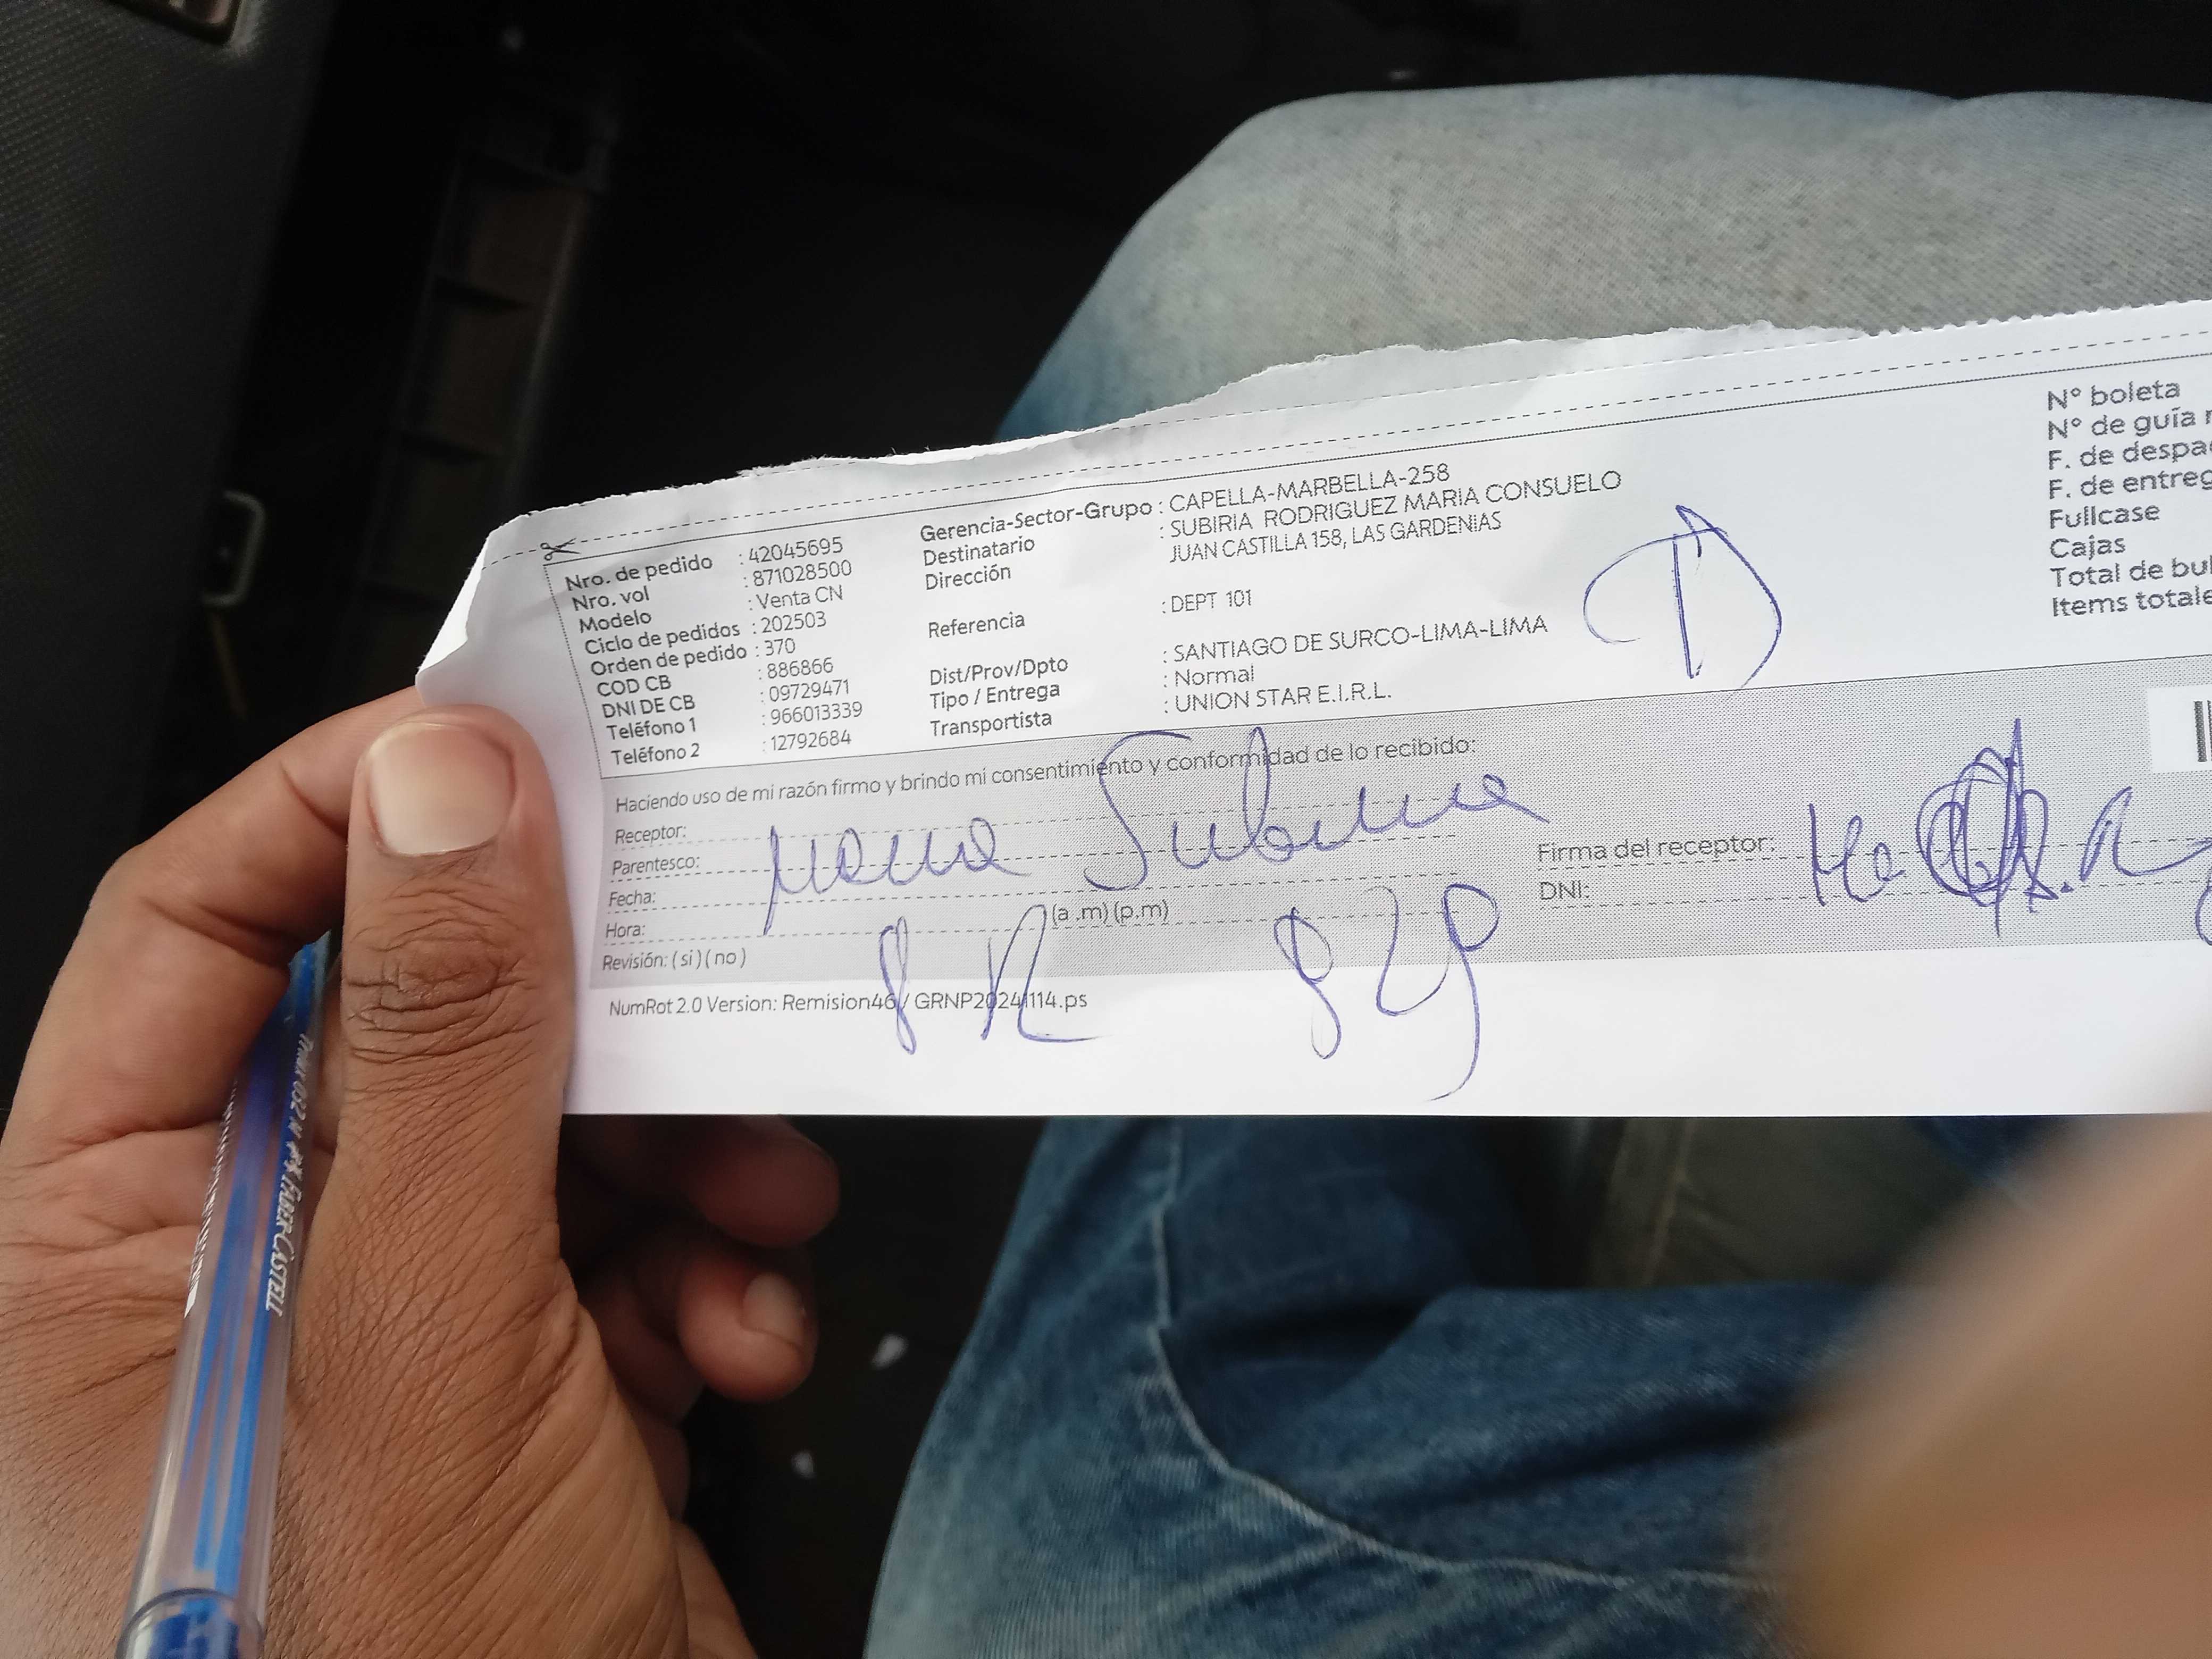 Nro. de pedido : 42045695
Nro. vol : 871028500
Modelo : Venta CN
Ciclo de pedidos : 202503
Orden de pedido : 370
COD CB : 886866
DNI DE CB : 09729471
Teléfono 1 : 966013339
Teléfono 2 : 12792684
Gerencia-Sector-Grupo : CAPELLA-MARBELLA-258
Destinatario : SUBIRIA RODRIGUEZ MARIA CONSUELO
Dirección JUAN CASTILLA 158, LAS GARDENIAS
Referencia : DEPT 101
Dist/Prov/Dpto : SANTIAGO DE SURCO-LIMA-LIMA
Tipo / Entrega : Normal
Transportista : UNION STAR E.I.R.L.
N° boleta
N° de guía
F. de despa
F. de entreg
Fullcase
Cajas
Total de bul
Items totale
Haciendo uso de mi razón firmo y brindo mi consentimiento y conformidad de lo recibido:
Receptor:
Parentesco: Maria Subiria
Fecha:
Hora: (a .m) (p.m)
Revisión: ( si ) ( no )
Firma del receptor:
DNI:
NumRot 2.0 Version: Remision46 / GRNP20241114.ps
FABER-CASTELL